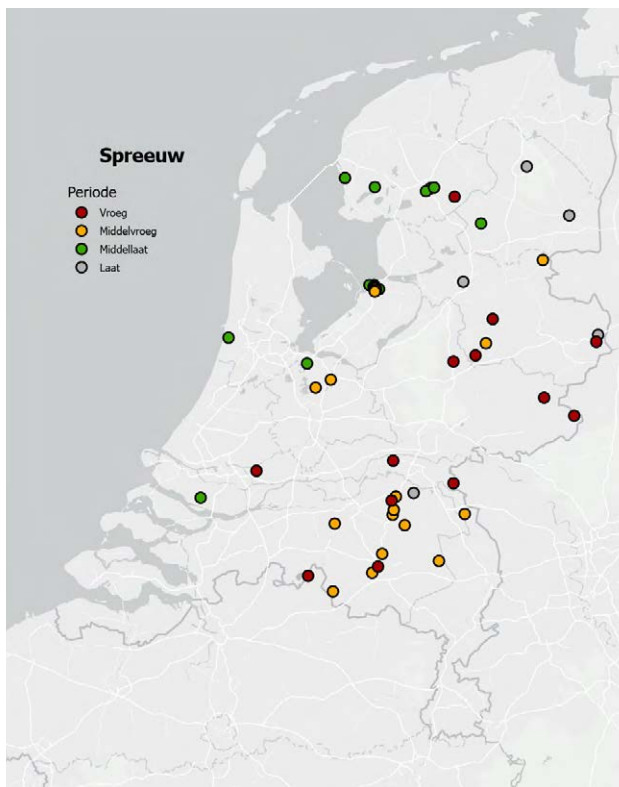 Spreeuw
Periode
Vroeg
Middelvroeg
Middellaat
Laat